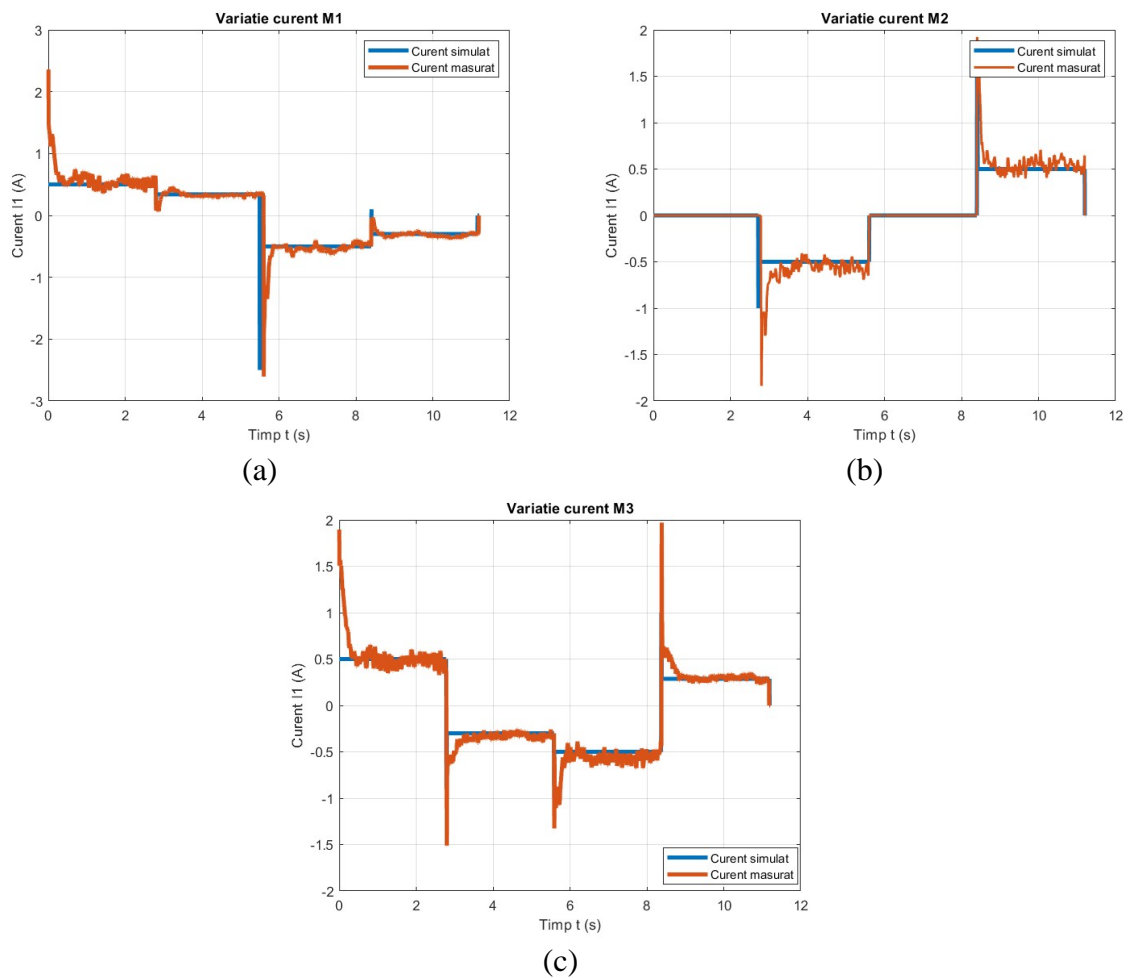 Variatie curent M1
Curent simulat
Curent masurat
3
2
1
0
-1
-2
-3
Curent I1 (A)
0 2 4 6 8 10 12
Timp t (s)
(a)
Variatie curent M2
Curent simulat
Curent masurat
2
1.5
1
0.5
0
-0.5
-1
-1.5
-2
Curent I1 (A)
0 2 4 6 8 10 12
Timp t (s)
(b)
Variatie curent M3
2
1.5
1
0.5
0
-0.5
-1
-1.5
-2
Curent I1 (A)
Curent simulat
Curent masurat
0 2 4 6 8 10 12
Timp t (s)
(c)